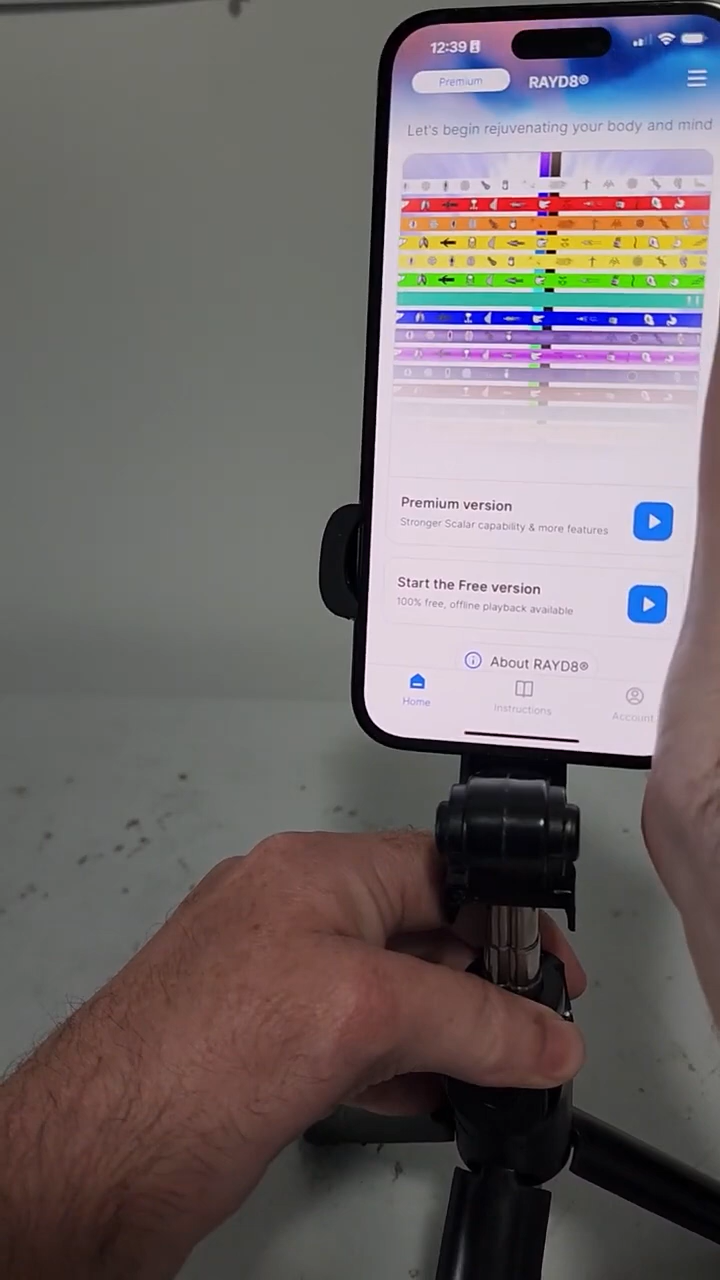 12:39
Premium
RAYD8®
Let's begin rejuvenating your body and mind
Premium version
Stronger Scalar capability & more features
Start the Free version
100% free, offline playback available
About RAYD8®
Home
Instructions
Account